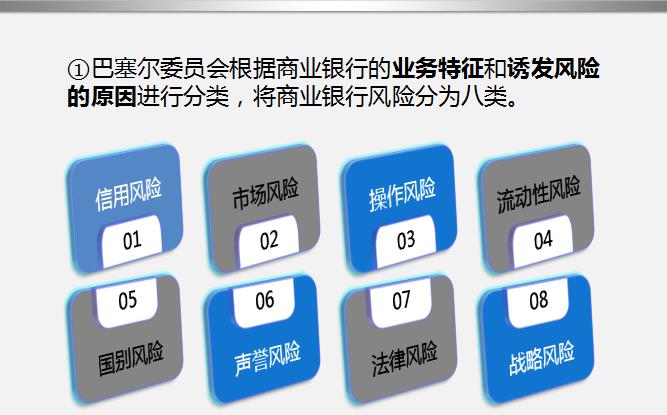 ①巴塞尔委员会根据商业银行的业务特征和诱发风险
的原因进行分类，将商业银行风险分为八类。
信用风险
01
市场风险
02
操作风险
03
流动性风险
04
05
国别风险
06
声誉风险
07
法律风险
08
战略风险